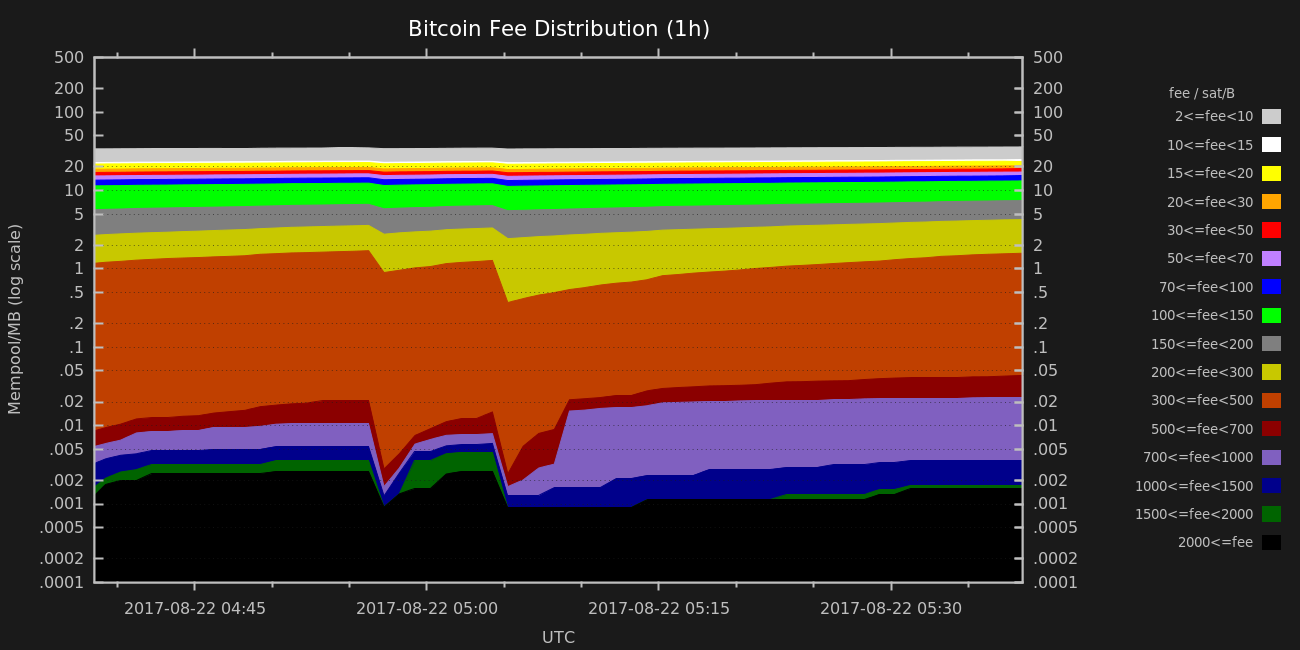 Bitcoin Fee Distribution (1h)
Mempool/MB (log scale)
500
200
100
50
20
10
5
2
1
.5
.2
.1
.05
.02
.01
.005
.002
.001
.0005
.0002
.0001
500
200
100
50
20
10
5
2
1
.5
.2
.1
.05
.02
.01
.005
.002
.001
.0005
.0002
.0001
2017-08-22 04:45
2017-08-22 05:00
2017-08-22 05:15
2017-08-22 05:30
UTC
fee / sat/B
2<=fee<10
10<=fee<15
15<=fee<20
20<=fee<30
30<=fee<50
50<=fee<70
70<=fee<100
100<=fee<150
150<=fee<200
200<=fee<300
300<=fee<500
500<=fee<700
700<=fee<1000
1000<=fee<1500
1500<=fee<2000
2000<=fee